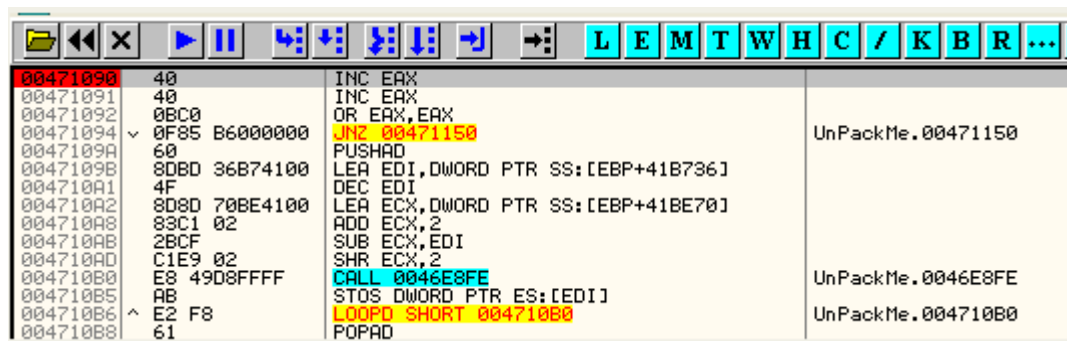 L E M T W H C / K B R ...
00471090 40 INC EAX
00471091 40 INC EAX
00471092 0BC0 OR EAX,EAX
00471094 0F85 B6000000 JNZ 00471150 UnPackMe.00471150
0047109A 60 PUSHAD
0047109B 8DBD 36B74100 LEA EDI,DWORD PTR SS:[EBP+41B736]
004710A1 4F DEC EDI
004710A2 8D8D 70BE4100 LEA ECX,DWORD PTR SS:[EBP+41BE70]
004710A8 83C1 02 ADD ECX,2
004710AB 2BCF SUB ECX,EDI
004710AD C1E9 02 SHR ECX,2
004710B0 E8 49D8FFFF CALL 0046E8FE UnPackMe.0046E8FE
004710B5 AB STOS DWORD PTR ES:[EDI]
004710B6 ^ E2 F8 LOOPD SHORT 004710B0 UnPackMe.004710B0
004710B8 61 POPAD